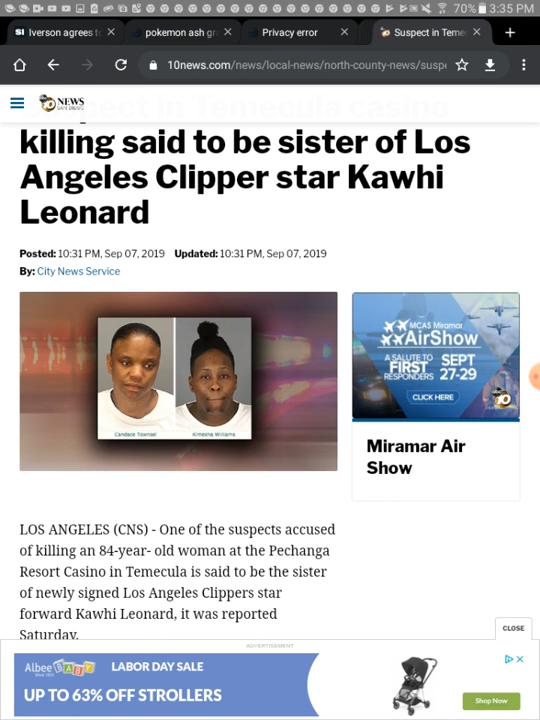 70% 3:35 PM
SI Iverson agrees t
pokemon ash gr
Privacy error
Suspect in Teme
10news.com/news/local-news/north-county-news/suspe
10 NEWS
SAN DIEGO
Suspect in Temecula casino
killing said to be sister of Los
Angeles Clipper star Kawhi
Leonard
Posted: 10:31 PM, Sep 07, 2019 Updated: 10:31 PM, Sep 07, 2019
By: City News Service
Candace Townsel
Kimesha Williams
MCAS Miramar
AirShow
A SALUTE TO
FIRST
RESPONDERS
SEPT
27-29
CLICK HERE
10
Miramar Air
Show
LOS ANGELES (CNS) - One of the suspects accused
of killing an 84-year- old woman at the Pechanga
Resort Casino in Temecula is said to be the sister
of newly signed Los Angeles Clippers star
forward Kawhi Leonard, it was reported
Saturday.
CLOSE
ADVERTISEMENT
Albee BABY
LABOR DAY SALE
UP TO 63% OFF STROLLERS
Shop Now